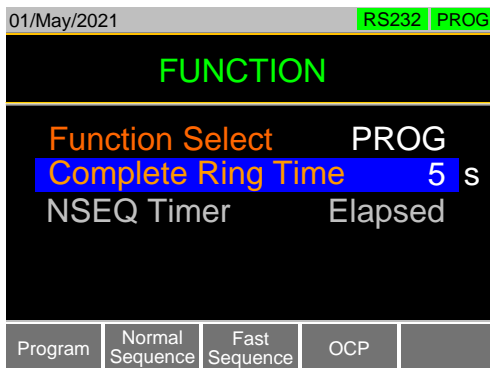 01/May/2021 RS232 PROG
FUNCTION
Function Select PROG
Complete Ring Time 5 s
NSEQ Timer Elapsed
Program Normal Sequence Fast Sequence OCP